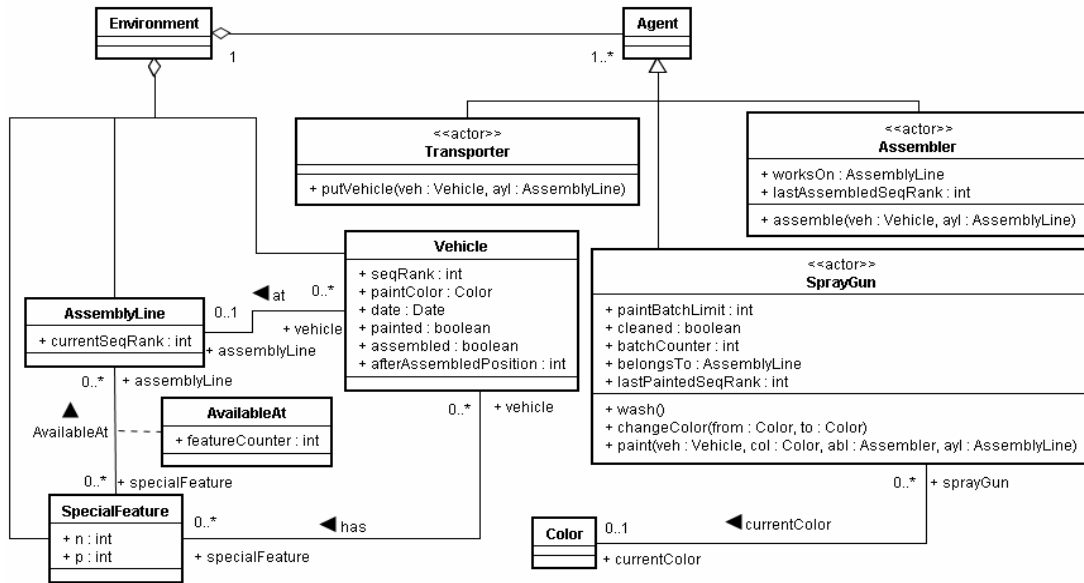 Environment
Agent
1
1..*
<<actor>>
Transporter
+ putVehicle(veh : Vehicle, ayl : AssemblyLine)
<<actor>>
Assembler
+ worksOn : AssemblyLine
+ lastAssembledSeqRank : int
+ assemble(veh : Vehicle, ayl : AssemblyLine)
Vehicle
+ seqRank : int
+ paintColor : Color
+ date : Date
+ painted : boolean
+ assembled : boolean
+ afterAssembledPosition : int
<<actor>>
SprayGun
+ paintBatchLimit : int
+ cleaned : boolean
+ batchCounter : int
+ belongsTo : AssemblyLine
+ lastPaintedSeqRank : int
+ wash()
+ changeColor(from : Color, to : Color)
+ paint(veh : Vehicle, col : Color, abl : Assembler, ayl : AssemblyLine)
at
0..*
0..1
+ vehicle
+ assemblyLine
AssemblyLine
+ currentSeqRank : int
0..*
+ assemblyLine
AvailableAt
AvailableAt
+ featureCounter : int
0..*
+ vehicle
0..*
+ specialFeature
SpecialFeature
+ n : int
+ p : int
0..*
has
+ specialFeature
0..*
+ sprayGun
Color
0..1
currentColor
+ currentColor